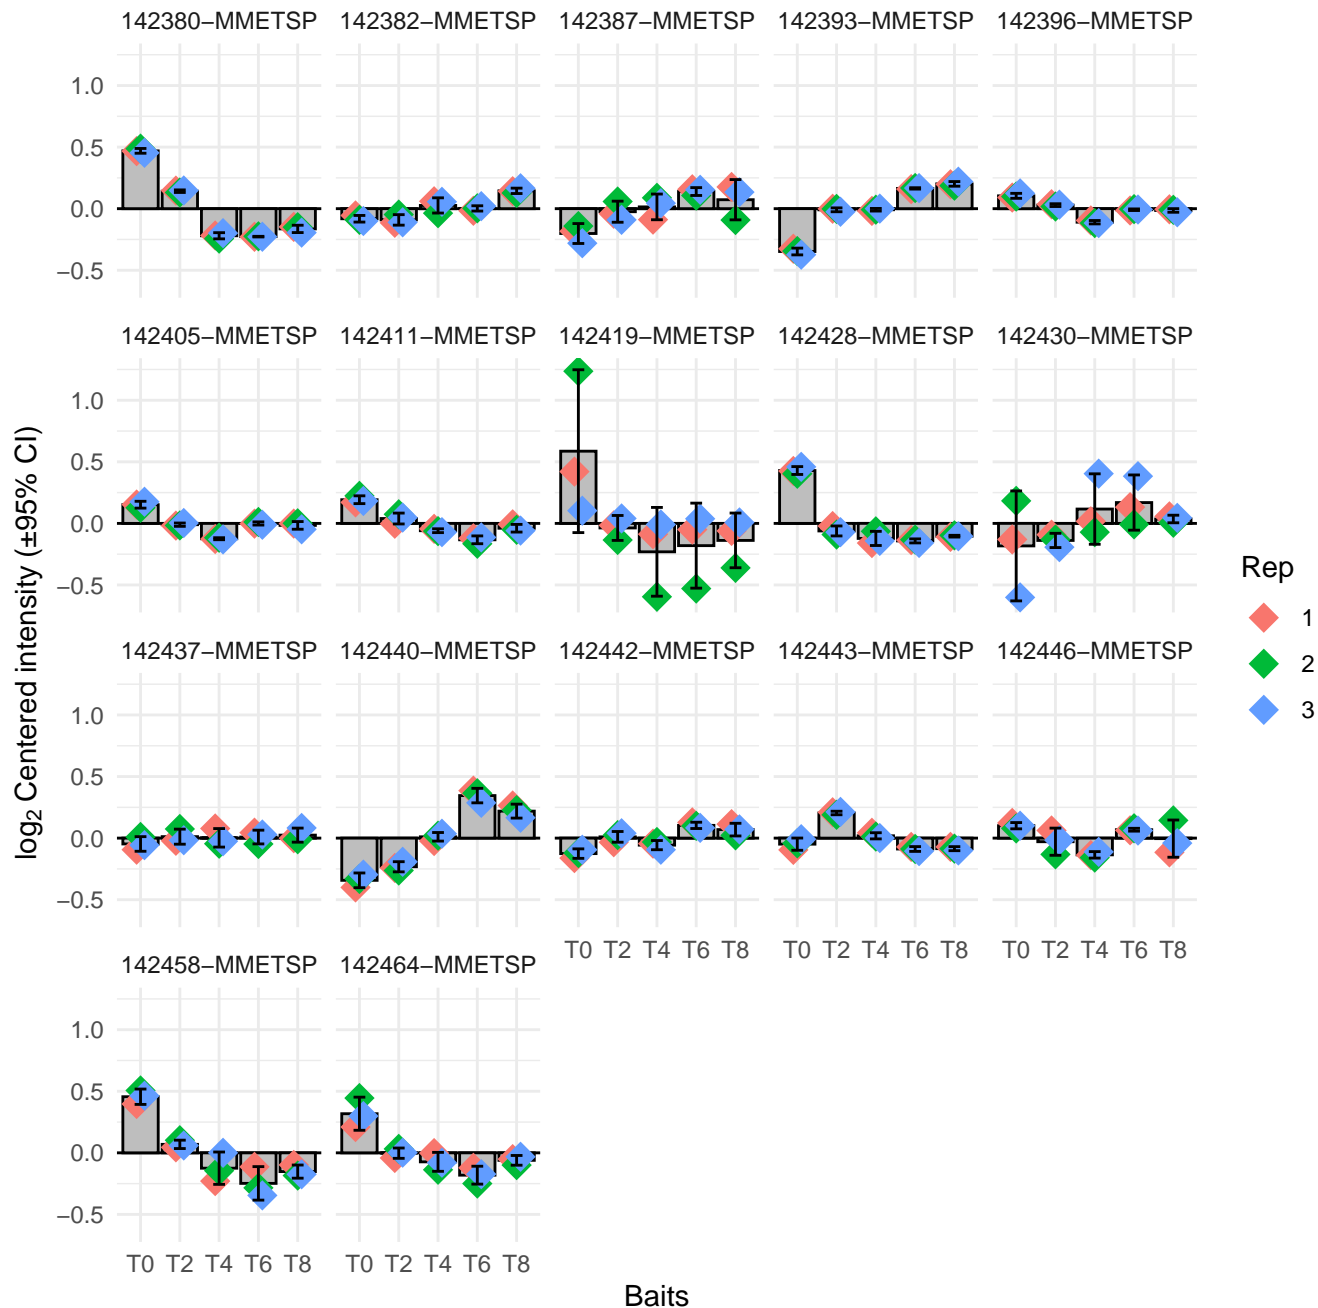 142380−MMETSP 142382−MMETSP 142387−MMETSP 142393−MMETSP 142396−MMETSP
1.0
0.5
0.0
−0.5
142405−MMETSP 142411−MMETSP 142419−MMETSP 142428−MMETSP 142430−MMETSP
1.0
0.5
0.0
−0.5
142437−MMETSP 142440−MMETSP 142442−MMETSP 142443−MMETSP 142446−MMETSP
1.0
0.5
0.0
−0.5
T0 T2 T4 T6 T8 T0 T2 T4 T6 T8 T0 T2 T4 T6 T8
142458−MMETSP 142464−MMETSP
1.0
0.5
0.0
−0.5
T0 T2 T4 T6 T8 T0 T2 T4 T6 T8
Baits
log₂ Centered intensity (±95% CI)
Rep
1
2
3